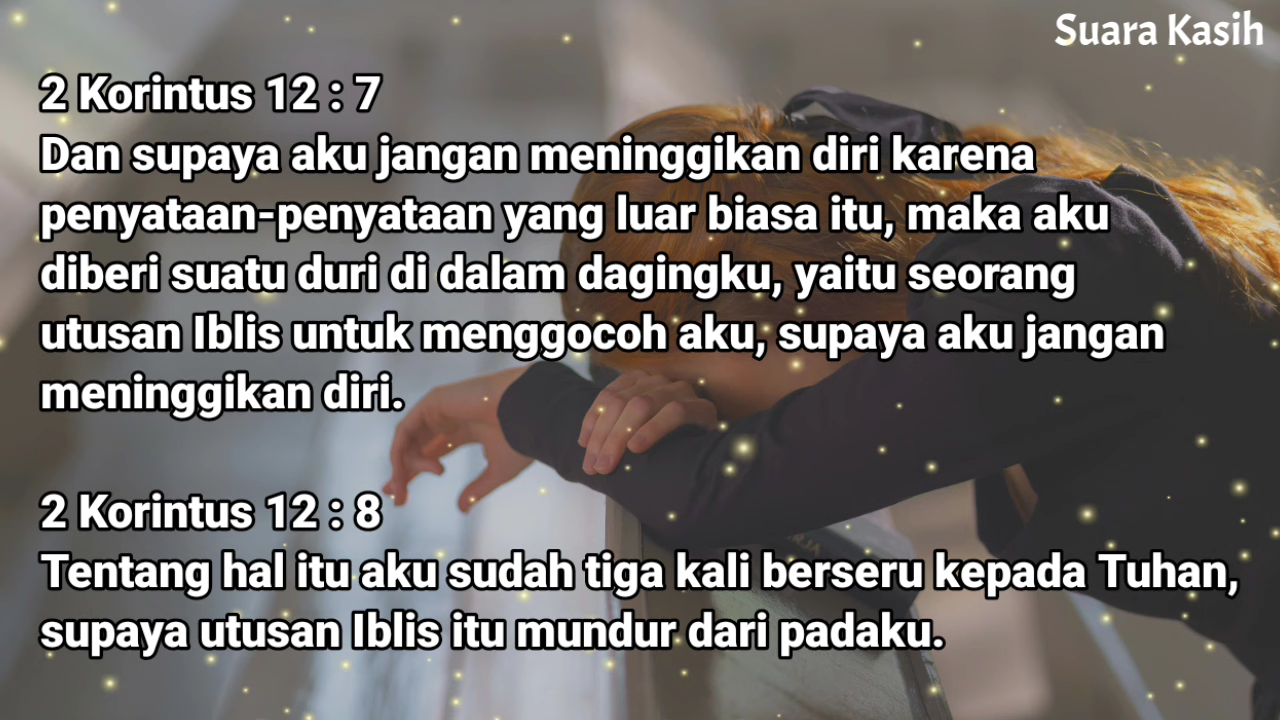 Suara Kasih
2 Korintus 12 : 7
Dan supaya aku jangan meninggikan diri karena
penyataan-penyataan yang luar biasa itu, maka aku
diberi suatu duri di dalam dagingku, yaitu seorang
utusan Iblis untuk menggocoh aku, supaya aku jangan
meninggikan diri.
2 Korintus 12 : 8
Tentang hal itu aku sudah tiga kali berseru kepada Tuhan,
supaya utusan Iblis itu mundur dari padaku.